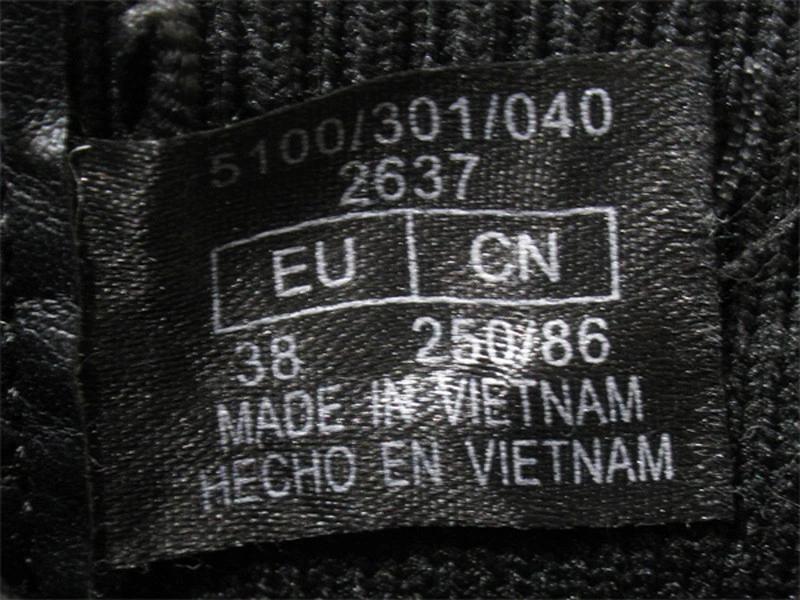 5100/301/040
2637
EU CN
38 250/86
MADE IN VIETNAM
HECHO EN VIETNAM